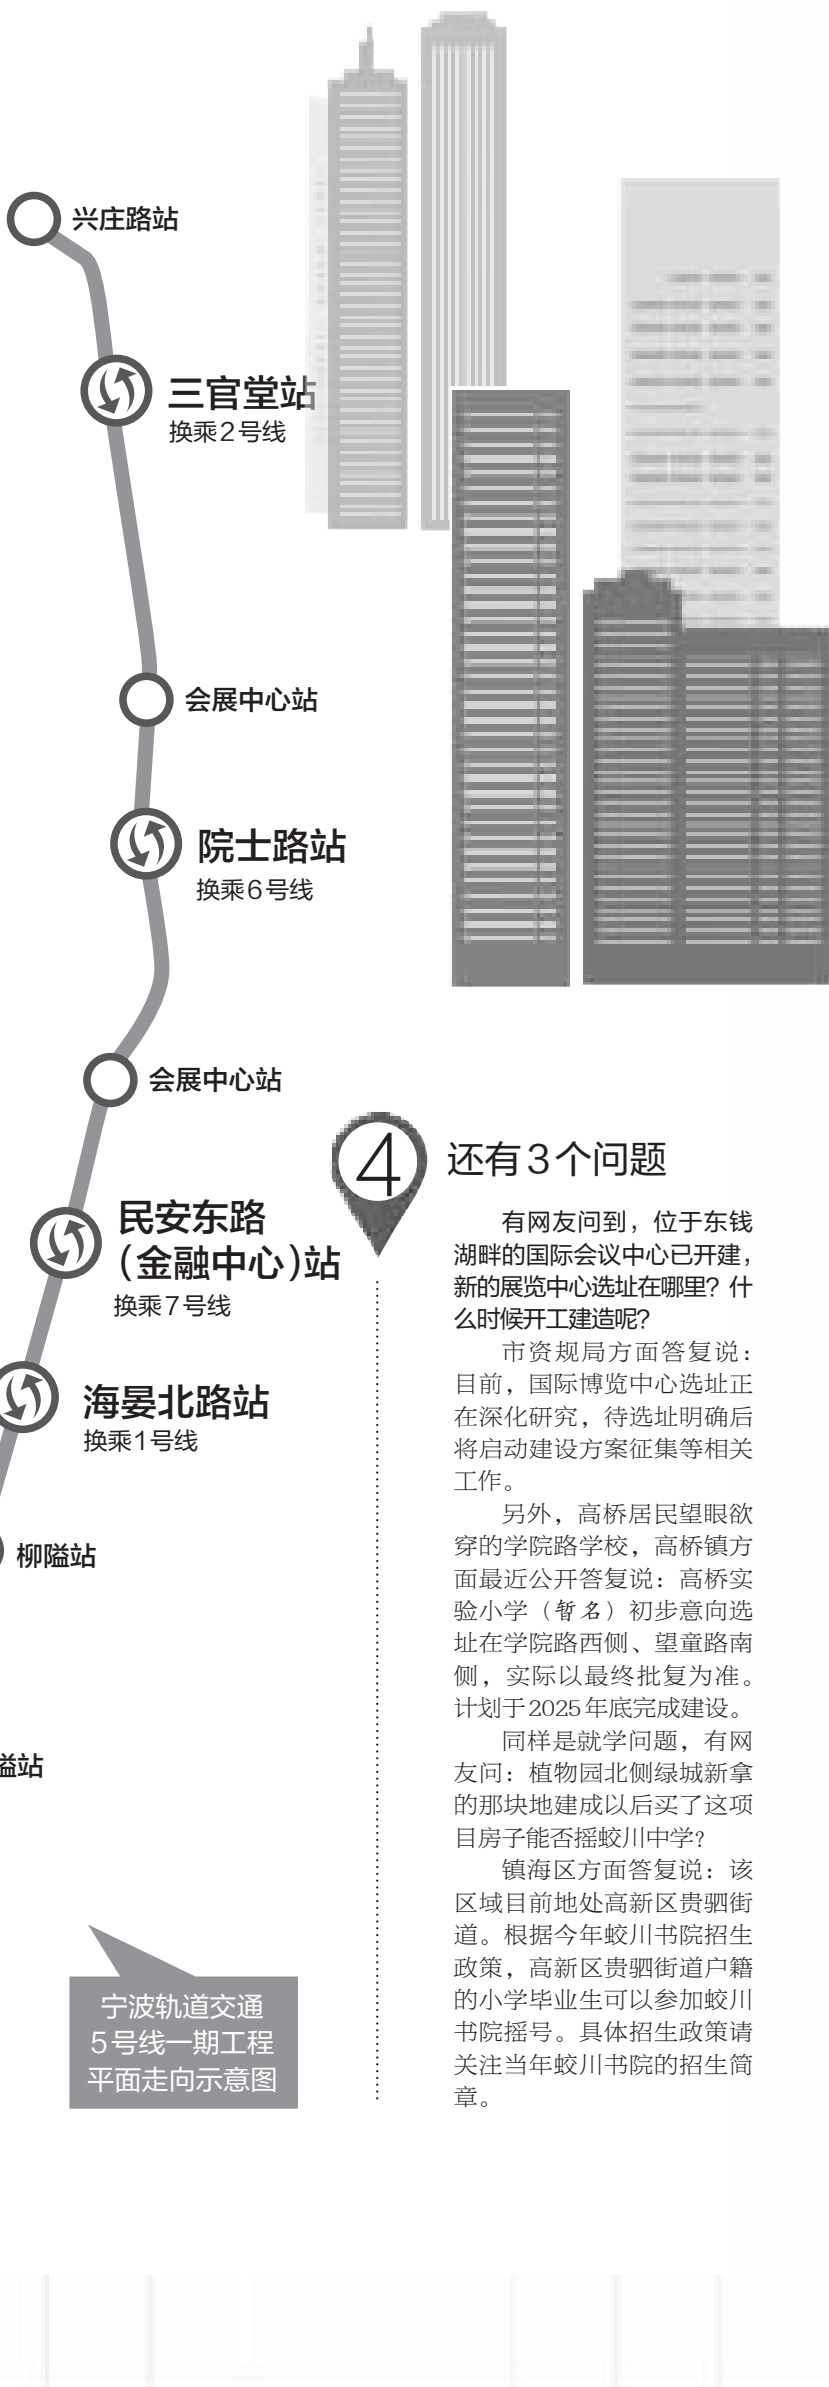 兴庄路站
三官堂站
换乘2号线
会展中心站
院士路站
换乘6号线
会展中心站
民安东路
(金融中心)站
换乘7号线
海晏北路站
换乘1号线
柳隘站
隘站
宁波轨道交通
5号线一期工程
平面走向示意图
4
还有3个问题
有网友问到，位于东钱
湖畔的国际会议中心已开建，
新的展览中心选址在哪里？什
么时候开工建造呢？
市资规局方面答复说：
目前，国际博览中心选址正
在深化研究，待选址明确后
将启动建设方案征集等相关
工作。
另外，高桥居民望眼欲
穿的学院路学校，高桥镇方
面最近公开答复说：高桥实
验小学（暂名）初步意向选
址在学院路西侧、望童路南
侧，实际以最终批复为准。
计划于2025年底完成建设。
同样是就学问题，有网
友问：植物园北侧绿城新拿
的那块地建成以后买了这项
目房子能否摇蛟川中学？
镇海区方面答复说：该
区域目前地处高新区贵驷街
道。根据今年蛟川书院招生
政策，高新区贵驷街道户籍
的小学毕业生可以参加蛟川
书院摇号。具体招生政策请
关注当年蛟川书院的招生简
章。